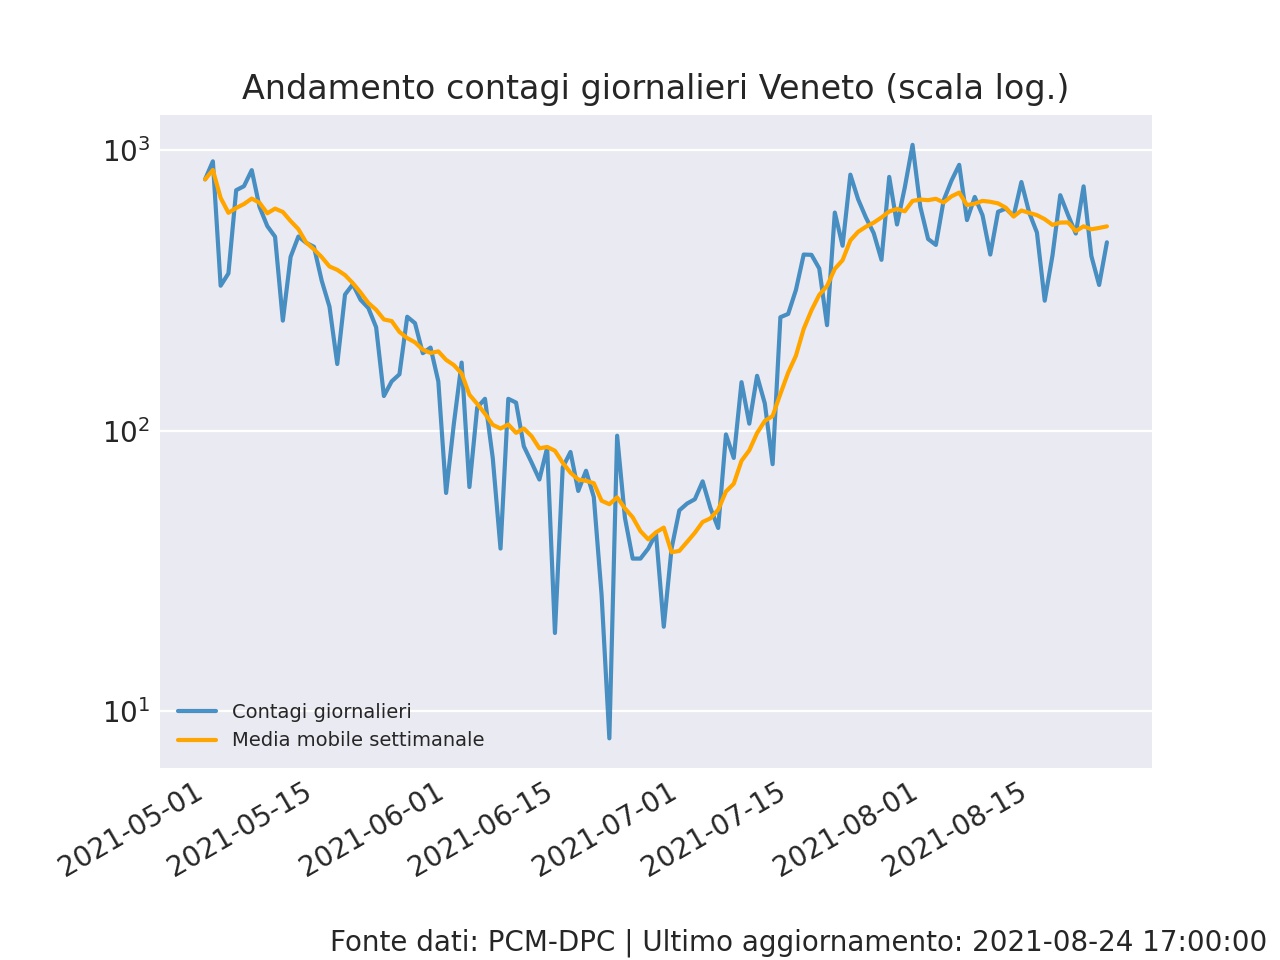 Andamento contagi giornalieri Veneto (scala log.)
10³
10²
10¹
Contagi giornalieri
Media mobile settimanale
2021-05-01
2021-05-15
2021-06-01
2021-06-15
2021-07-01
2021-07-15
2021-08-01
2021-08-15
Fonte dati: PCM-DPC | Ultimo aggiornamento: 2021-08-24 17:00:00